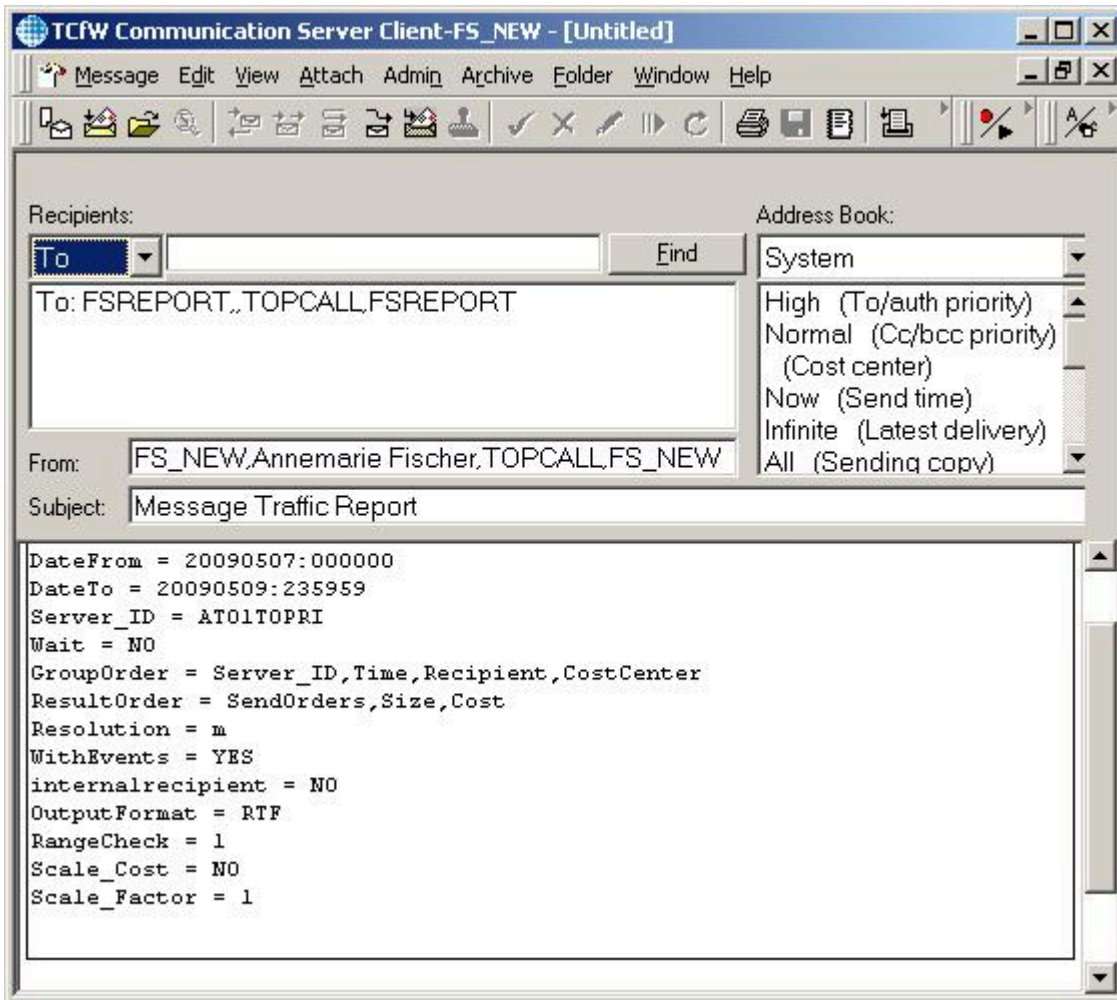 TCfW Communication Server Client-FS_NEW - [Untitled]
Message Edit View Attach Admin Archive Folder Window Help
Recipients:
Address Book:
To
Find
System
To: FSREPORT,,TOPCALL,FSREPORT
High (To/auth priority)
Normal (Cc/bcc priority)
(Cost center)
Now (Send time)
Infinite (Latest delivery)
All (Sending copy)
From: FS_NEW,Annemarie Fischer,TOPCALL,FS_NEW
Subject: Message Traffic Report
DateFrom = 20090507:000000
DateTo = 20090509:235959
Server_ID = AT01TOPRI
Wait = NO
GroupOrder = Server_ID,Time,Recipient,CostCenter
ResultOrder = SendOrders,Size,Cost
Resolution = m
WithEvents = YES
internalrecipient = NO
OutputFormat = RTF
RangeCheck = 1
Scale_Cost = NO
Scale_Factor = 1